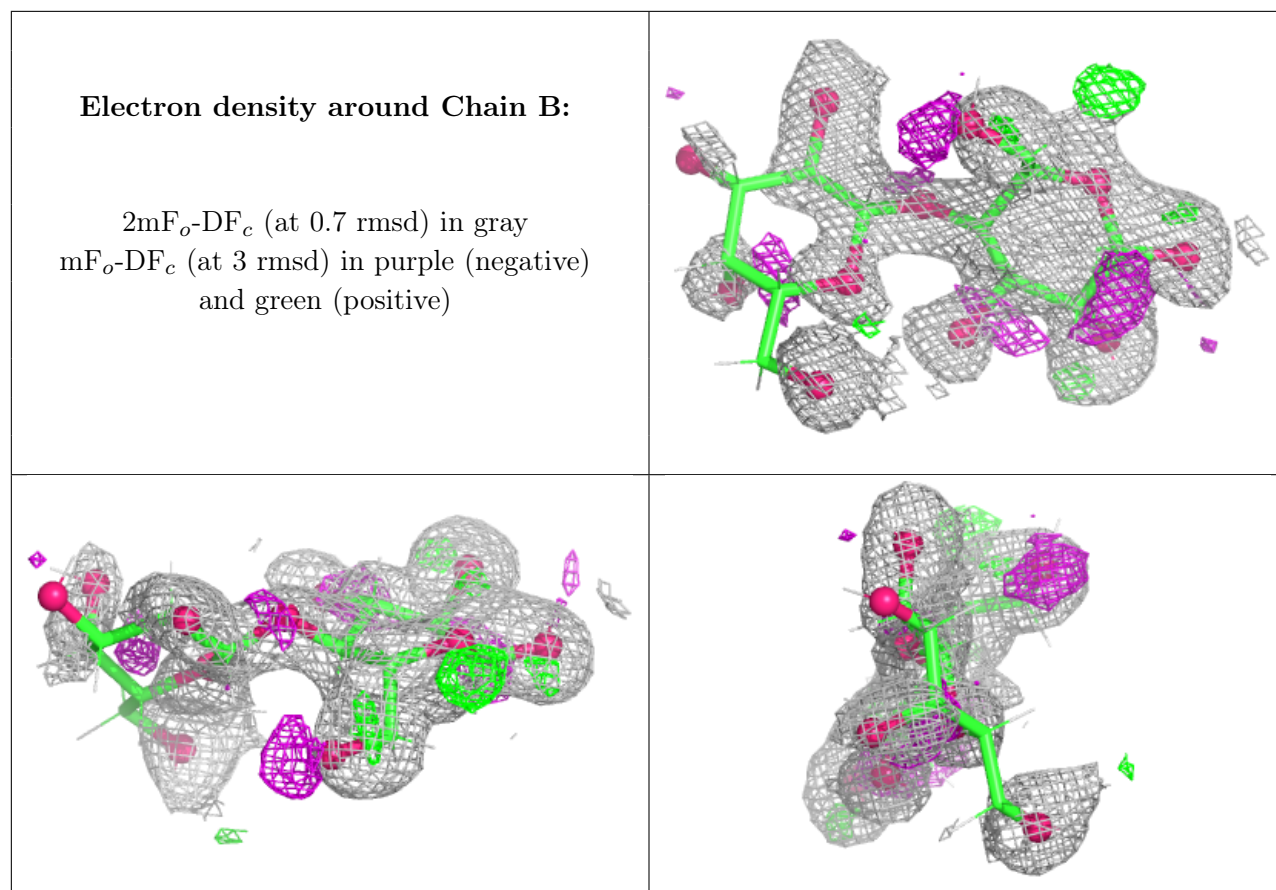 Electron density around Chain B:
2mFo-DFc (at 0.7 rmsd) in gray
mFo-DFc (at 3 rmsd) in purple (negative)
and green (positive)